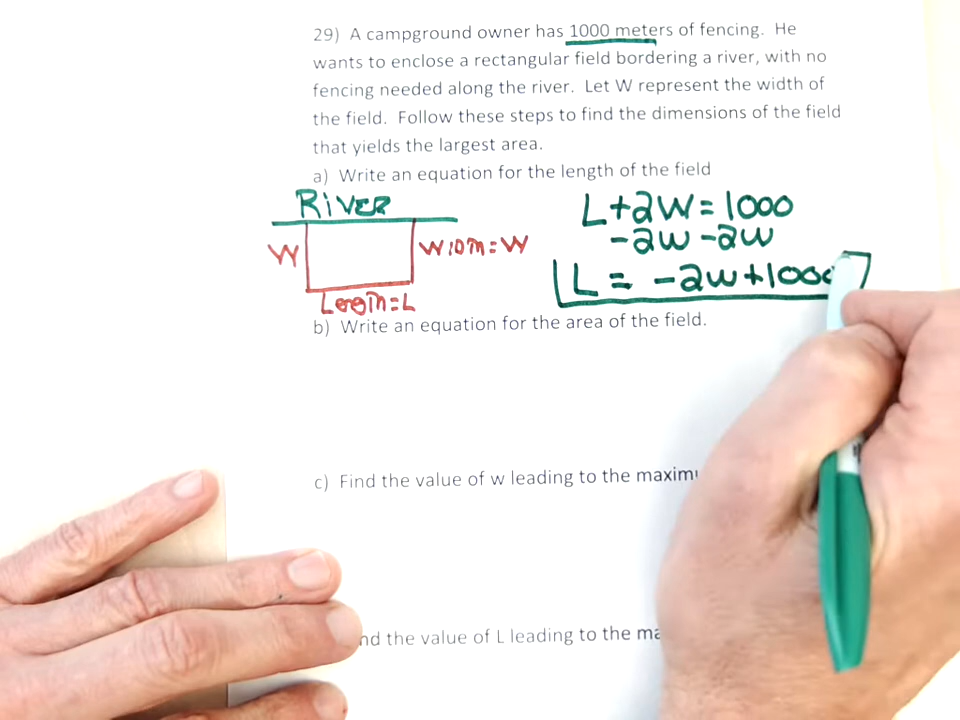 29) A campground owner has 1000 meters of fencing. He
wants to enclose a rectangular field bordering a river, with no
fencing needed along the river. Let W represent the width of
the field. Follow these steps to find the dimensions of the field
that yields the largest area.
a) Write an equation for the length of the field
RiVER
L+2W=1000
-2W -2W
W
WiDTh=W
L = -2W+1000
Length=L
b) Write an equation for the area of the field.
c) Find the value of w leading to the
the value of L leading to the